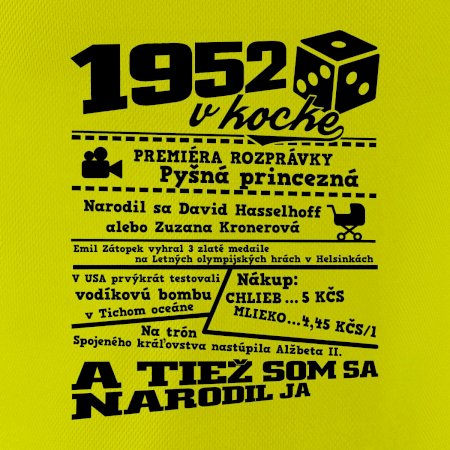 1952
v kocke
PREMIÉRA ROZPRÁVKY
Pyšná princezná
Narodil sa David Hasselhoff
alebo Zuzana Kronerová
Emil Zátopek vyhral 3 zlaté medaile
na Letných olympijských hrách v Helsinkách
V USA prvýkrát testovali
vodíkovú bombu
v Tichom oceáne
Nákup:
CHLIEB ... 5 KČS
MLIEKO...4,45 KČS/l
Na trón
Spojeného kráľovstva nastúpila Alžbeta II.
A TIEŽ SOM SA
NARODIL JA